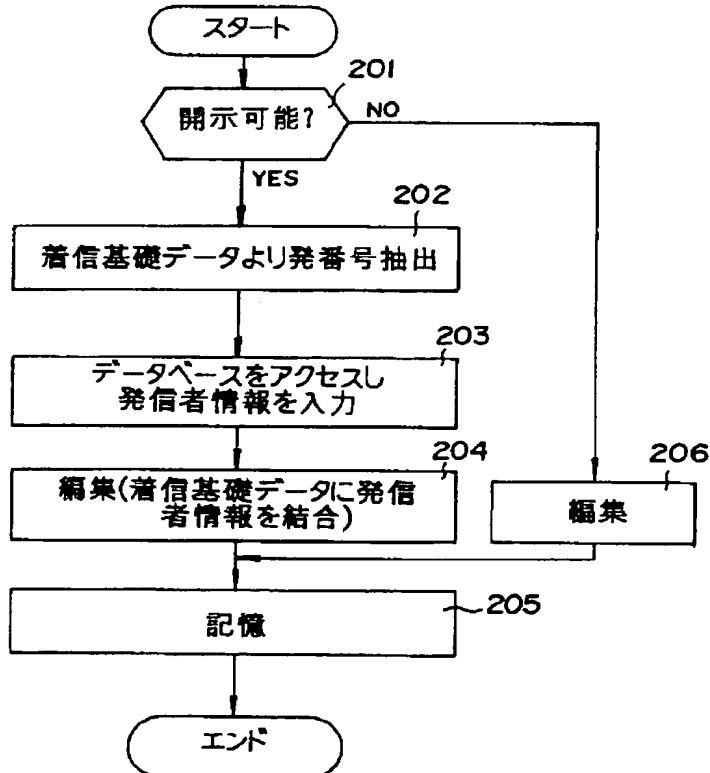 スタート
201
開示可能?
NO
YES
202
着信基礎データより発番号抽出
203
データベースをアクセスし
発信者情報を入力
204
編集(着信基礎データに発信
者情報を結合)
206
編集
205
記憶
エンド